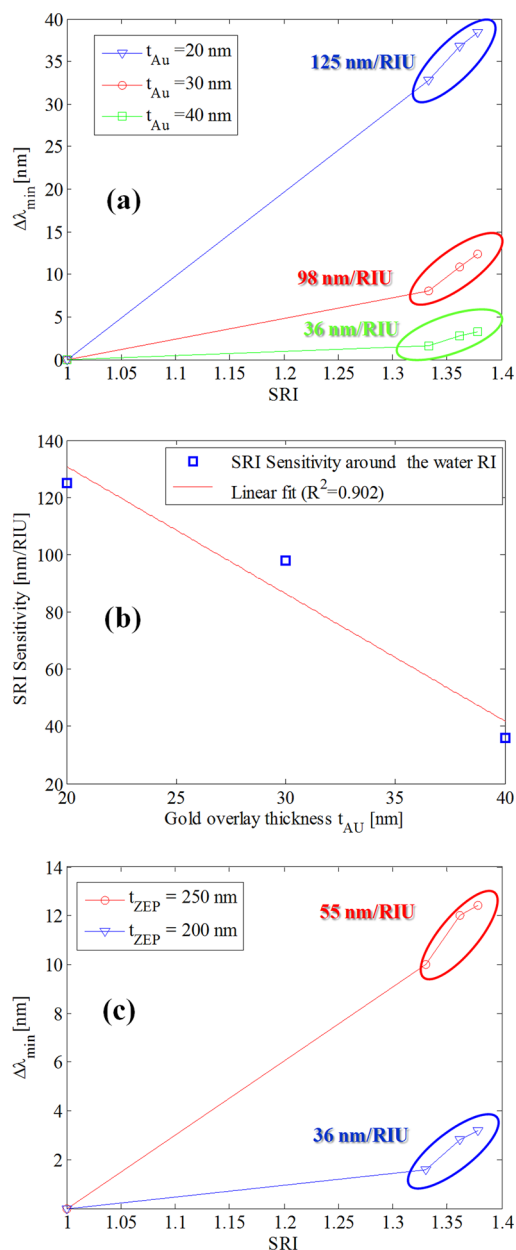 (a)
t_Au =20 nm
t_Au =30 nm
t_Au =40 nm
125 nm/RIU
98 nm/RIU
36 nm/RIU
Δλ_min [nm]
40
35
30
25
20
15
10
5
0
1 1.05 1.1 1.15 1.2 1.25 1.3 1.35 1.4
SRI
(b)
SRI Sensitivity around the water RI
Linear fit (R²=0.902)
SRI Sensitivity [nm/RIU]
140
120
100
80
60
40
20
20 25 30 35 40
Gold overlay thickness t_AU [nm]
(c)
t_ZEP = 250 nm
t_ZEP = 200 nm
55 nm/RIU
36 nm/RIU
Δλ_min [nm]
14
12
10
8
6
4
2
1 1.05 1.1 1.15 1.2 1.25 1.3 1.35 1.4
SRI